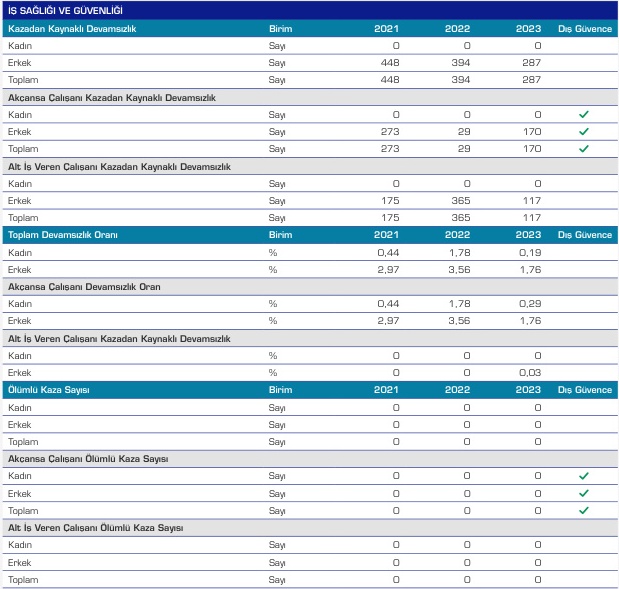 İŞ SAĞLIĞI VE GÜVENLİĞİ
Kazadan Kaynaklı Devamsızlık Birim 2021 2022 2023 Dış Güvence
Kadın Sayı 0 0 0
Erkek Sayı 448 394 287
Toplam Sayı 448 394 287
Akçansa Çalışanı Kazadan Kaynaklı Devamsızlık
Kadın Sayı 0 0 0 ✓
Erkek Sayı 273 29 170 ✓
Toplam Sayı 273 29 170 ✓
Alt İş Veren Çalışanı Kazadan Kaynaklı Devamsızlık
Kadın Sayı 0 0 0
Erkek Sayı 175 365 117
Toplam Sayı 175 365 117
Toplam Devamsızlık Oranı Birim 2021 2022 2023 Dış Güvence
Kadın % 0,44 1,78 0,19
Erkek % 2,97 3,56 1,76
Akçansa Çalışanı Devamsızlık Oran
Kadın % 0,44 1,78 0,29
Erkek % 2,97 3,56 1,76
Alt İş Veren Çalışanı Kazadan Kaynaklı Devamsızlık
Kadın % 0 0 0
Erkek % 0 0 0,03
Ölümlü Kaza Sayısı Birim 2021 2022 2023 Dış Güvence
Kadın Sayı 0 0 0
Erkek Sayı 0 0 0
Toplam Sayı 0 0 0
Akçansa Çalışanı Ölümlü Kaza Sayısı
Kadın Sayı 0 0 0 ✓
Erkek Sayı 0 0 0 ✓
Toplam Sayı 0 0 0 ✓
Alt İş Veren Çalışanı Ölümlü Kaza Sayısı
Kadın Sayı 0 0 0
Erkek Sayı 0 0 0
Toplam Sayı 0 0 0